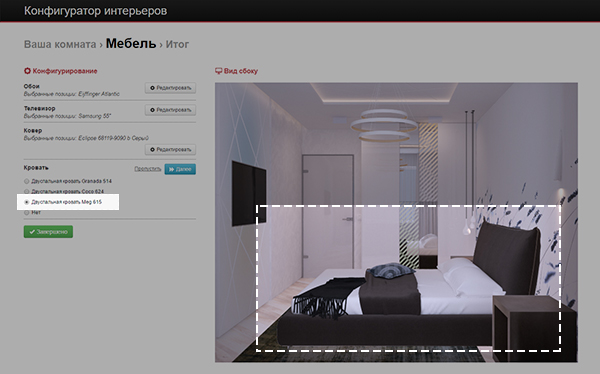 Конфигуратор интерьеров
Ваша комната › Мебель › Итог
Конфигурирование
Вид сбоку
Обои
Выбранные позиции: Eijffinger Atlantic
Редактировать
Телевизор
Выбранные позиции: Samsung 55"
Редактировать
Ковер
Выбранные позиции: Eclipse 68119-9090 b Серый
Редактировать
Кровать
Пропустить
Далее
Двуспальная кровать Granada 514
Двуспальная кровать Coco 624
Двуспальная кровать Meg 615
Нет
Завершено